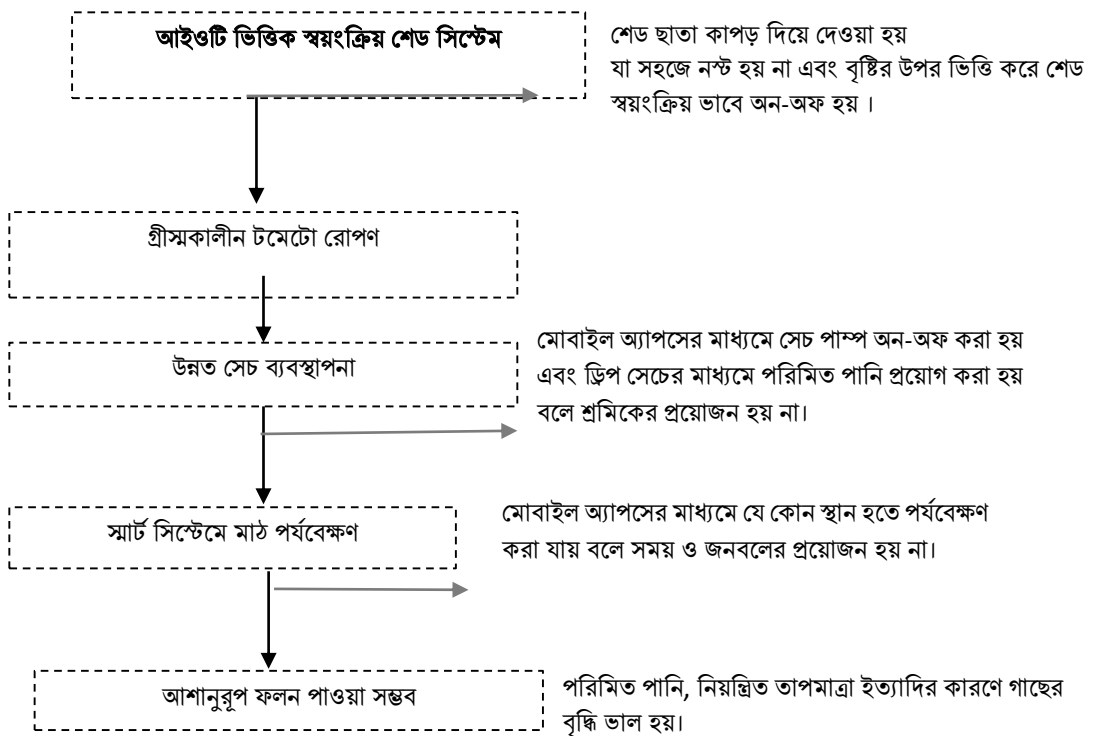 আইওটি ভিত্তিক স্বয়ংক্রিয় শেড সিস্টেম
শেড ছাতা কাপড় দিয়ে দেওয়া হয়
যা সহজে নস্ট হয় না এবং বৃষ্টির উপর ভিত্তি করে শেড
স্বয়ংক্রিয় ভাবে অন-অফ হয় ।
গ্রীস্মকালীন টমেটো রোপণ
উন্নত সেচ ব্যবস্থাপনা
মোবাইল অ্যাপসের মাধ্যমে সেচ পাম্প অন-অফ করা হয়
এবং ড্রিপ সেচের মাধ্যমে পরিমিত পানি প্রয়োগ করা হয়
বলে শ্রমিকের প্রয়োজন হয় না।
স্মার্ট সিস্টেমে মাঠ পর্যবেক্ষণ
মোবাইল অ্যাপসের মাধ্যমে যে কোন স্থান হতে পর্যবেক্ষণ
করা যায় বলে সময় ও জনবলের প্রয়োজন হয় না।
আশানুরূপ ফলন পাওয়া সম্ভব
পরিমিত পানি, নিয়ন্ত্রিত তাপমাত্রা ইত্যাদির কারণে গাছের
বৃদ্ধি ভাল হয়।